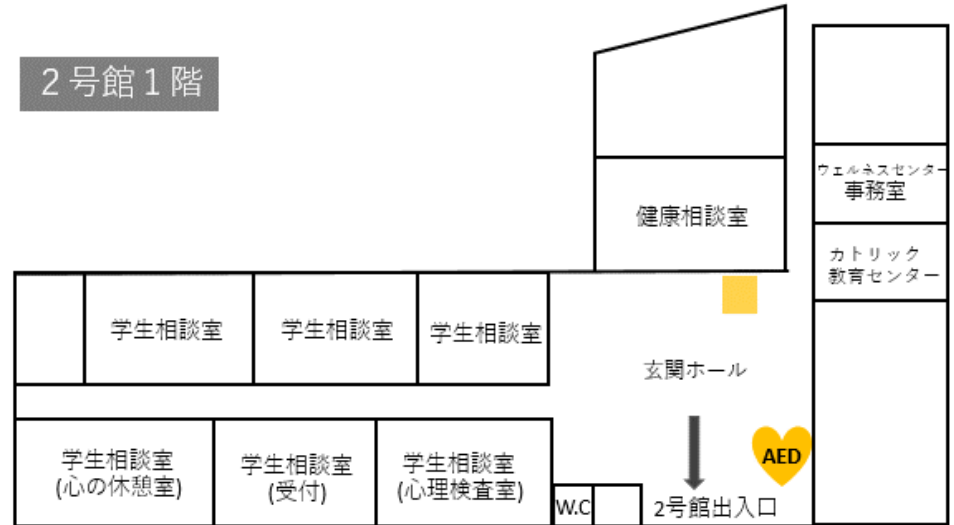 ２号館１階
ウェルネスセンター
事務室
健康相談室
カトリック
教育センター
学生相談室
学生相談室
学生相談室
玄関ホール
学生相談室
(心の休憩室)
学生相談室
(受付)
学生相談室
(心理検査室)
AED
W.C
2号館出入口